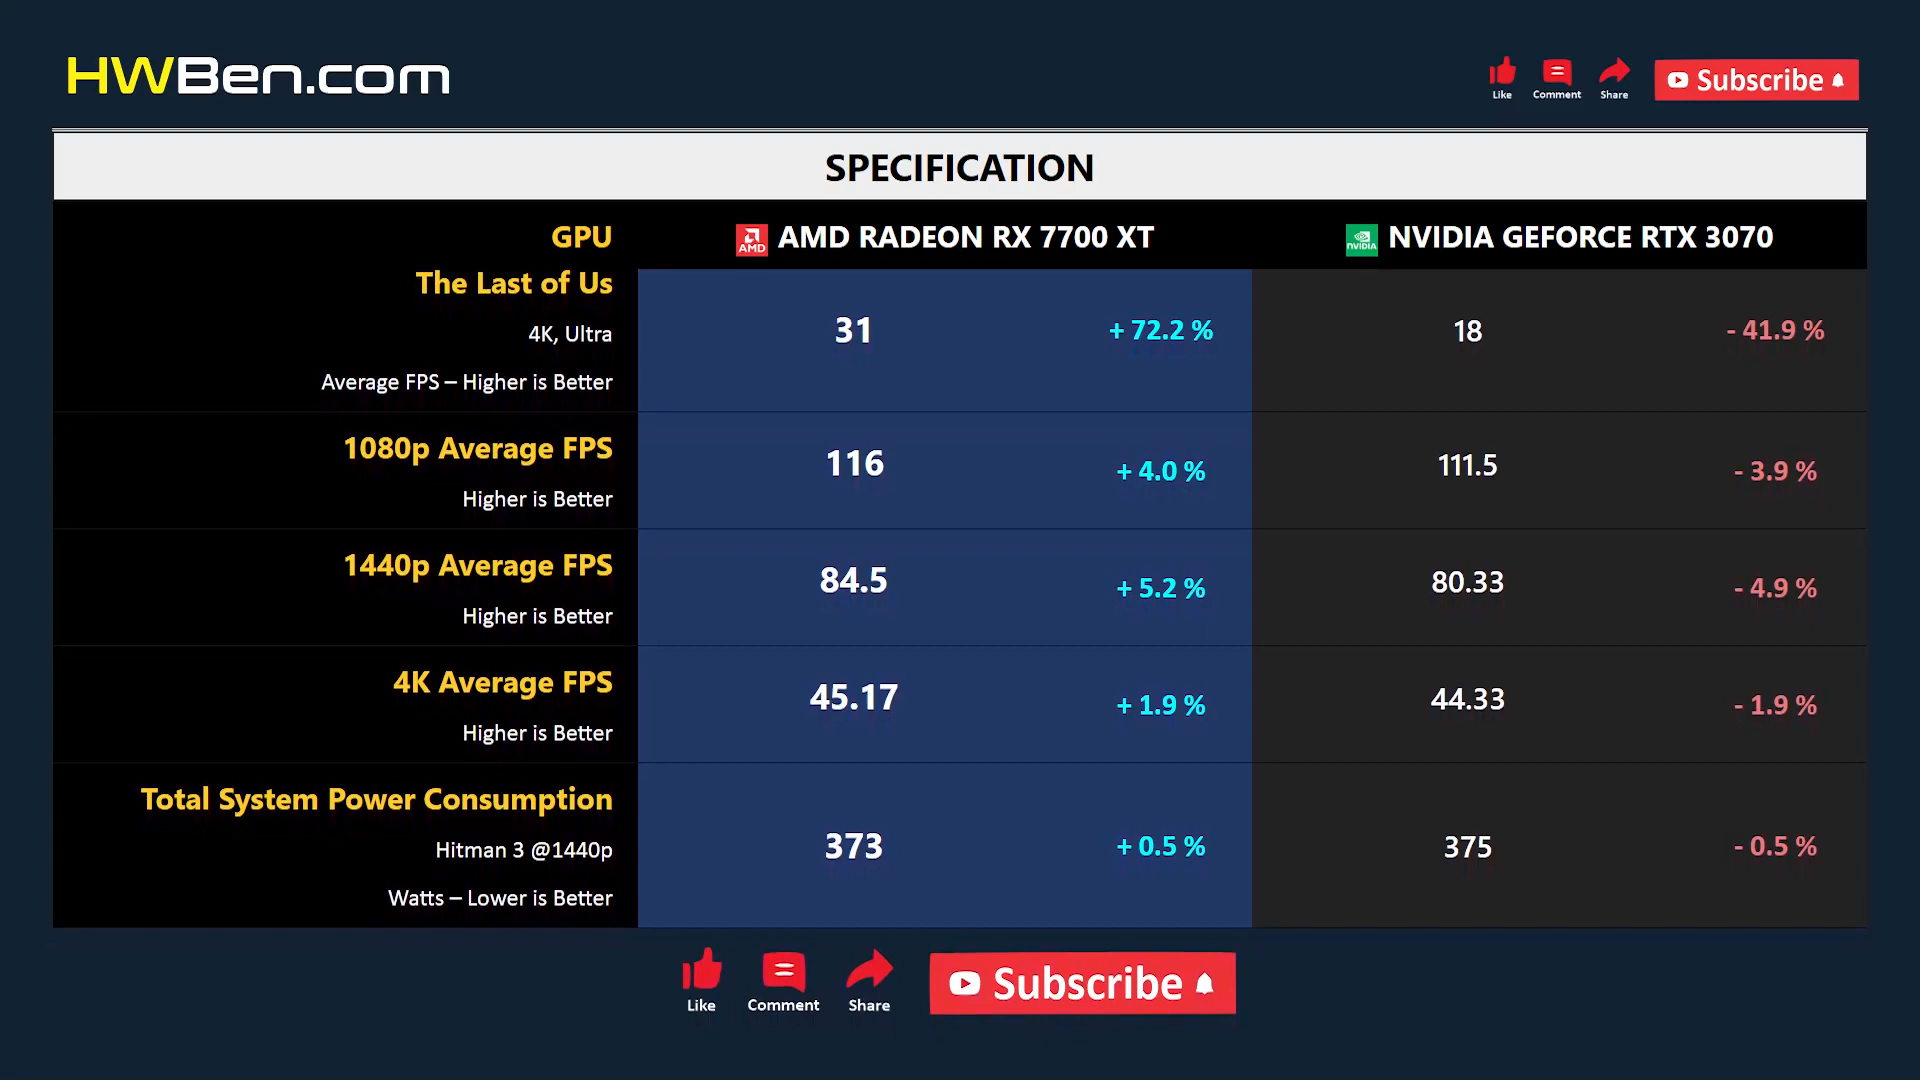 HWBen.com
Like
Comment
Share
Subscribe
SPECIFICATION
GPU
AMD
AMD RADEON RX 7700 XT
NVIDIA
NVIDIA GEFORCE RTX 3070
The Last of Us
4K, Ultra
Average FPS – Higher is Better
31
+ 72.2 %
18
- 41.9 %
1080p Average FPS
Higher is Better
116
+ 4.0 %
111.5
- 3.9 %
1440p Average FPS
Higher is Better
84.5
+ 5.2 %
80.33
- 4.9 %
4K Average FPS
Higher is Better
45.17
+ 1.9 %
44.33
- 1.9 %
Total System Power Consumption
Hitman 3 @1440p
Watts – Lower is Better
373
+ 0.5 %
375
- 0.5 %
Like
Comment
Share
Subscribe